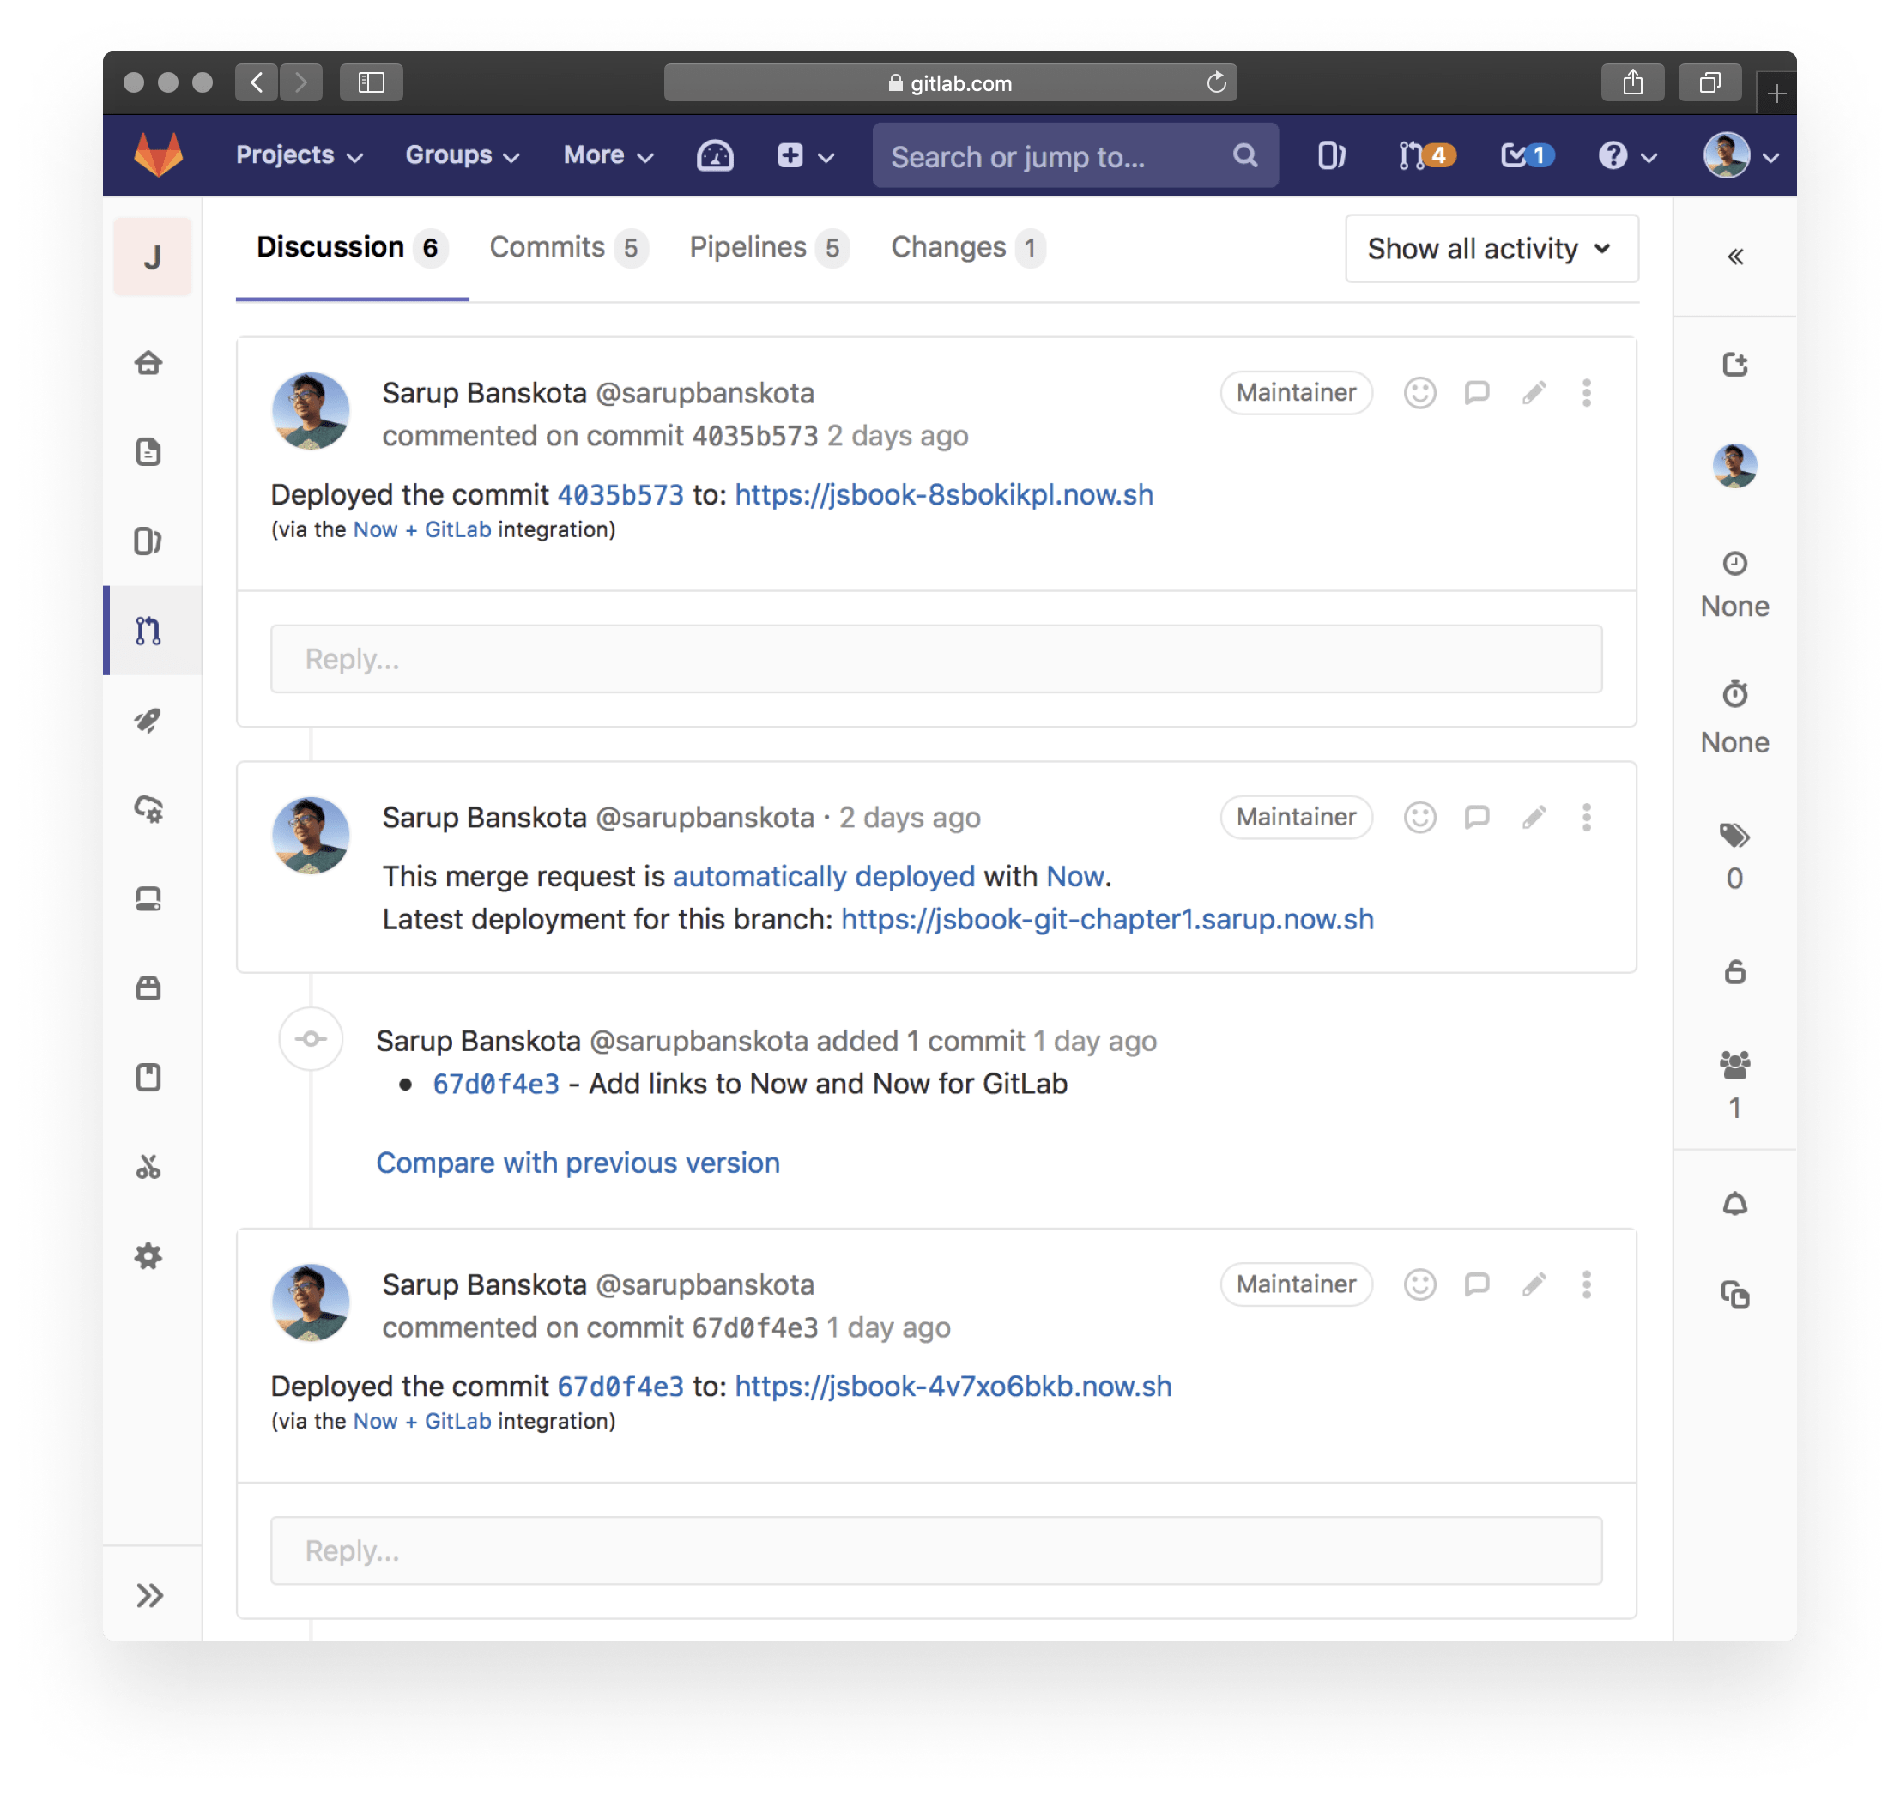 gitlab.com
Projects Groups More Search or jump to... 4 1
J
Discussion 6 Commits 5 Pipelines 5 Changes 1 Show all activity
Sarup Banskota @sarupbanskota Maintainer
commented on commit 4035b573 2 days ago
Deployed the commit 4035b573 to: https://jsbook-8sbokikpl.now.sh
(via the Now + GitLab integration)
Reply...
Sarup Banskota @sarupbanskota · 2 days ago Maintainer
This merge request is automatically deployed with Now.
Latest deployment for this branch: https://jsbook-git-chapter1.sarup.now.sh
Sarup Banskota @sarupbanskota added 1 commit 1 day ago
• 67d0f4e3 - Add links to Now and Now for GitLab
Compare with previous version
Sarup Banskota @sarupbanskota Maintainer
commented on commit 67d0f4e3 1 day ago
Deployed the commit 67d0f4e3 to: https://jsbook-4v7xo6bkb.now.sh
(via the Now + GitLab integration)
Reply...
None
None
0
1